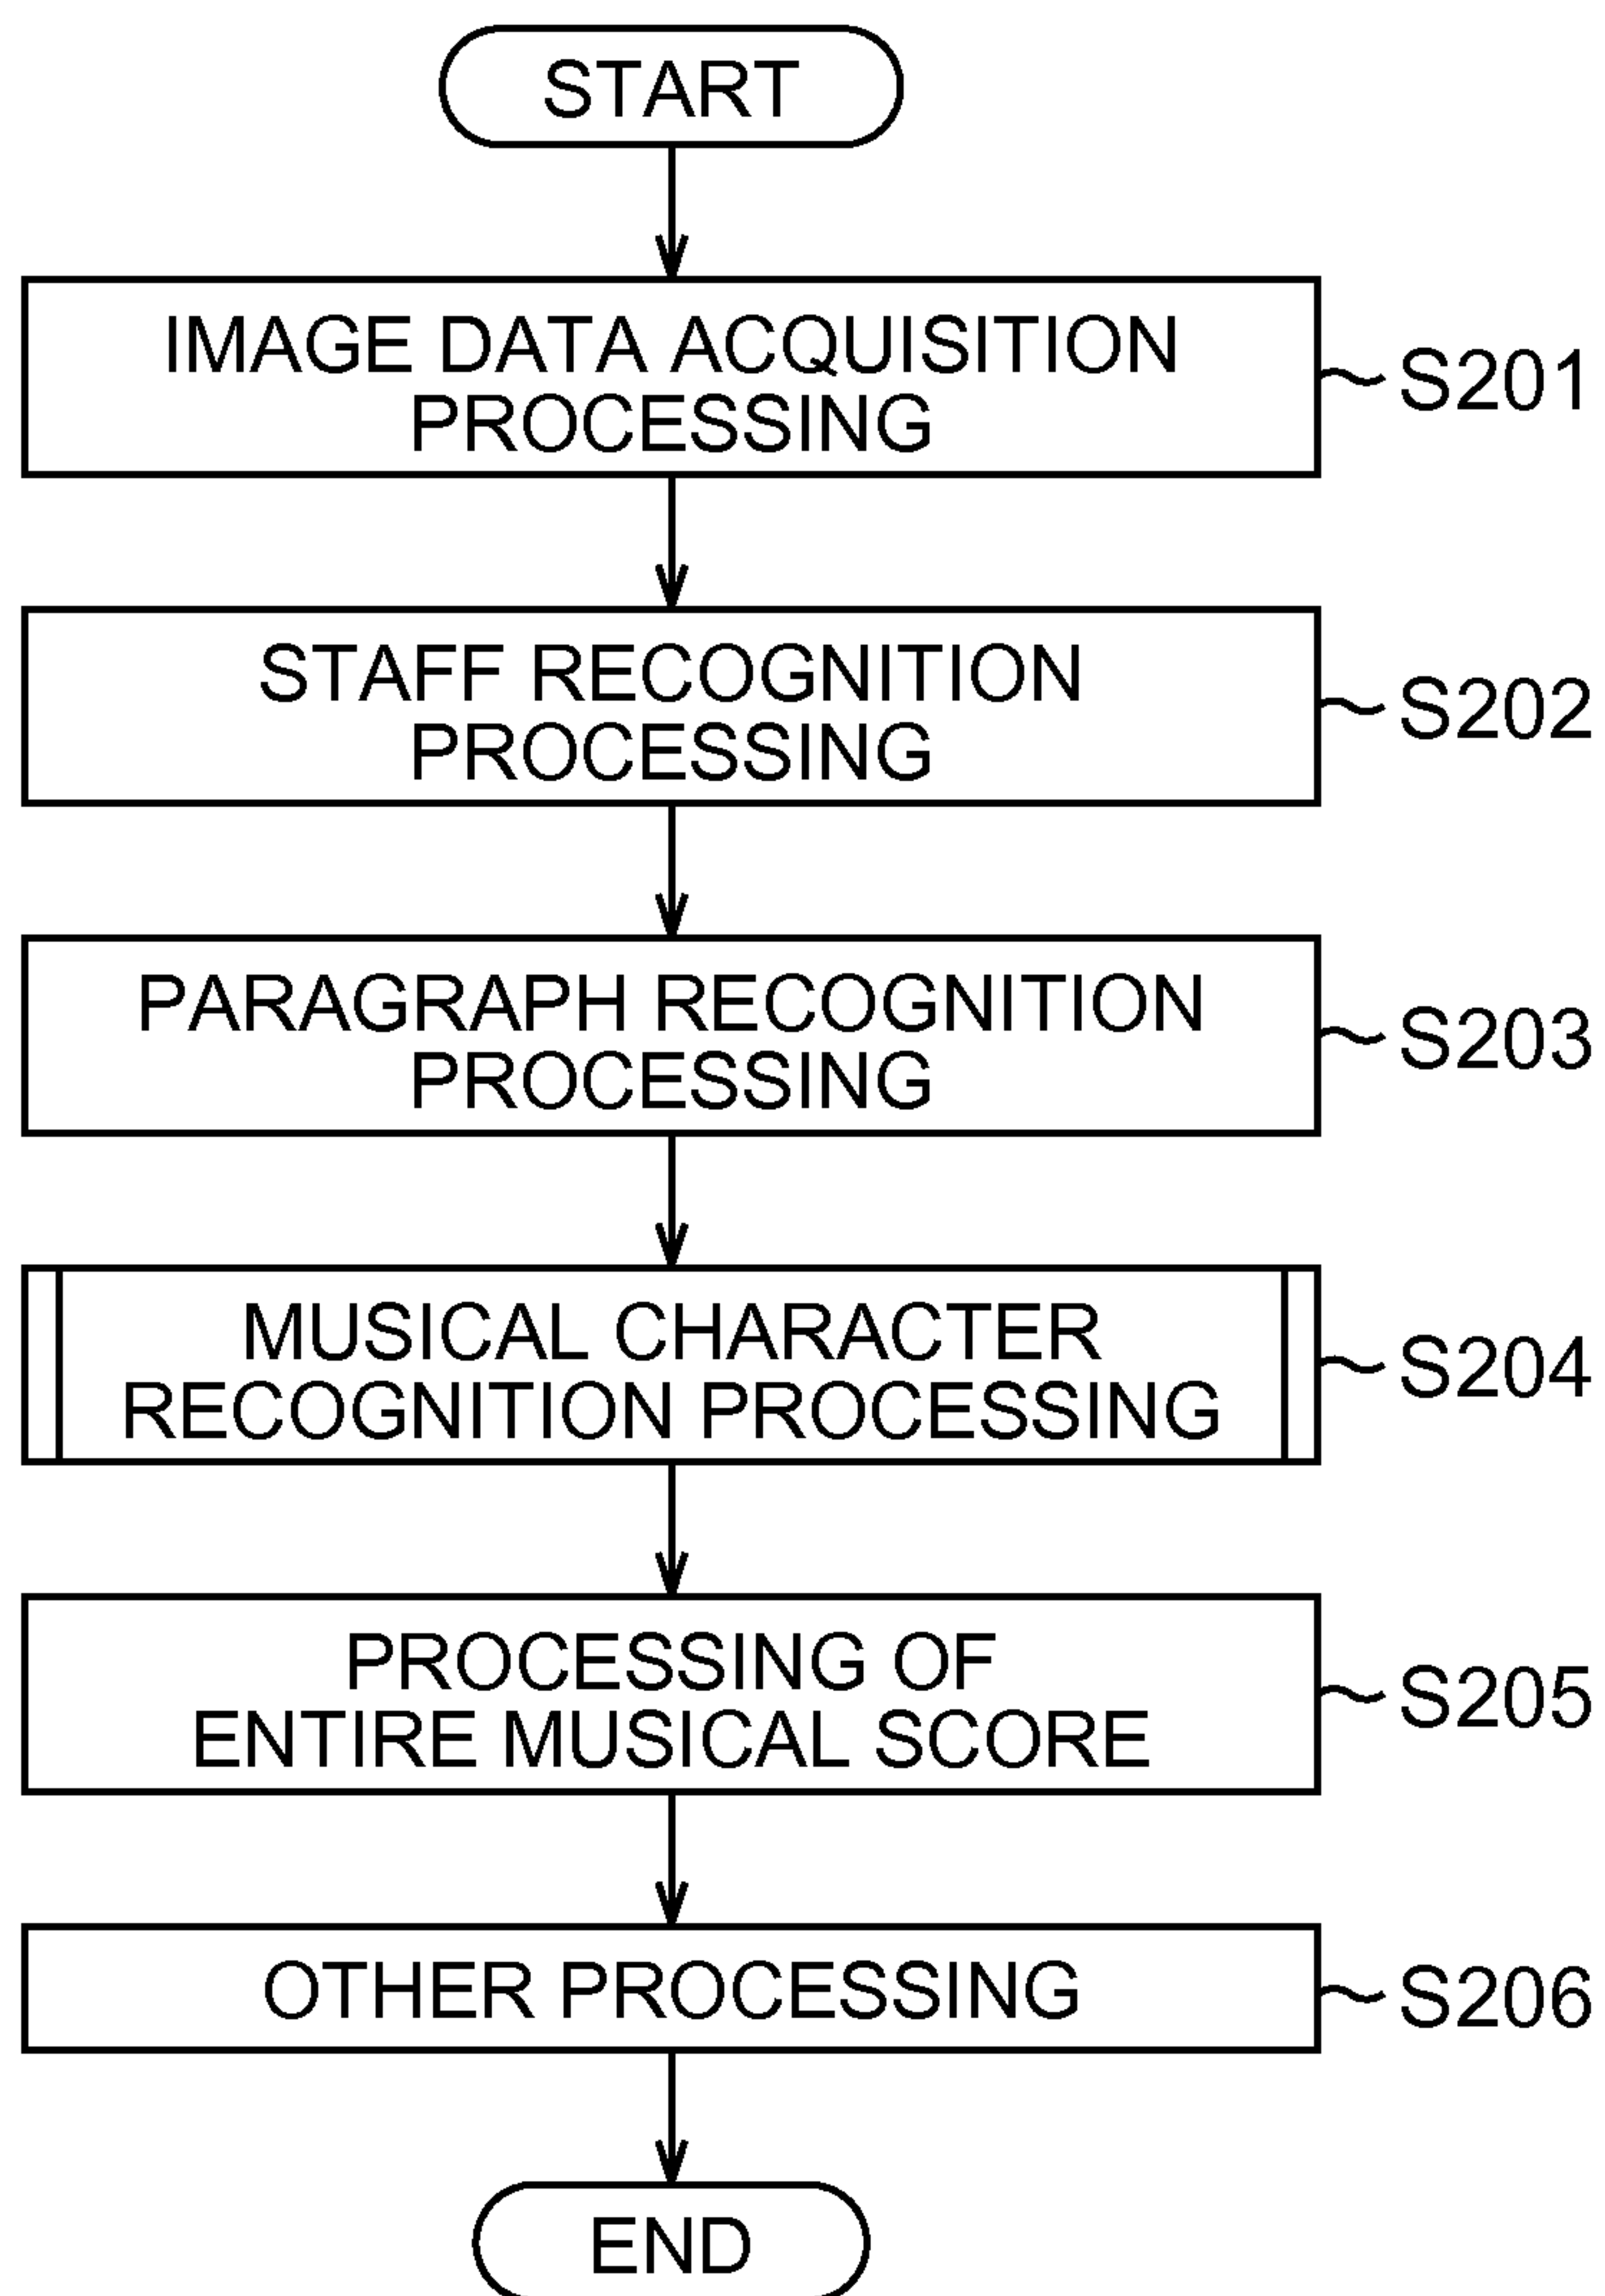 START
IMAGE DATA ACQUISITION
PROCESSING
S201
STAFF RECOGNITION
PROCESSING
S202
PARAGRAPH RECOGNITION
PROCESSING
S203
MUSICAL CHARACTER
RECOGNITION PROCESSING
S204
PROCESSING OF
ENTIRE MUSICAL SCORE
S205
OTHER PROCESSING
S206
END